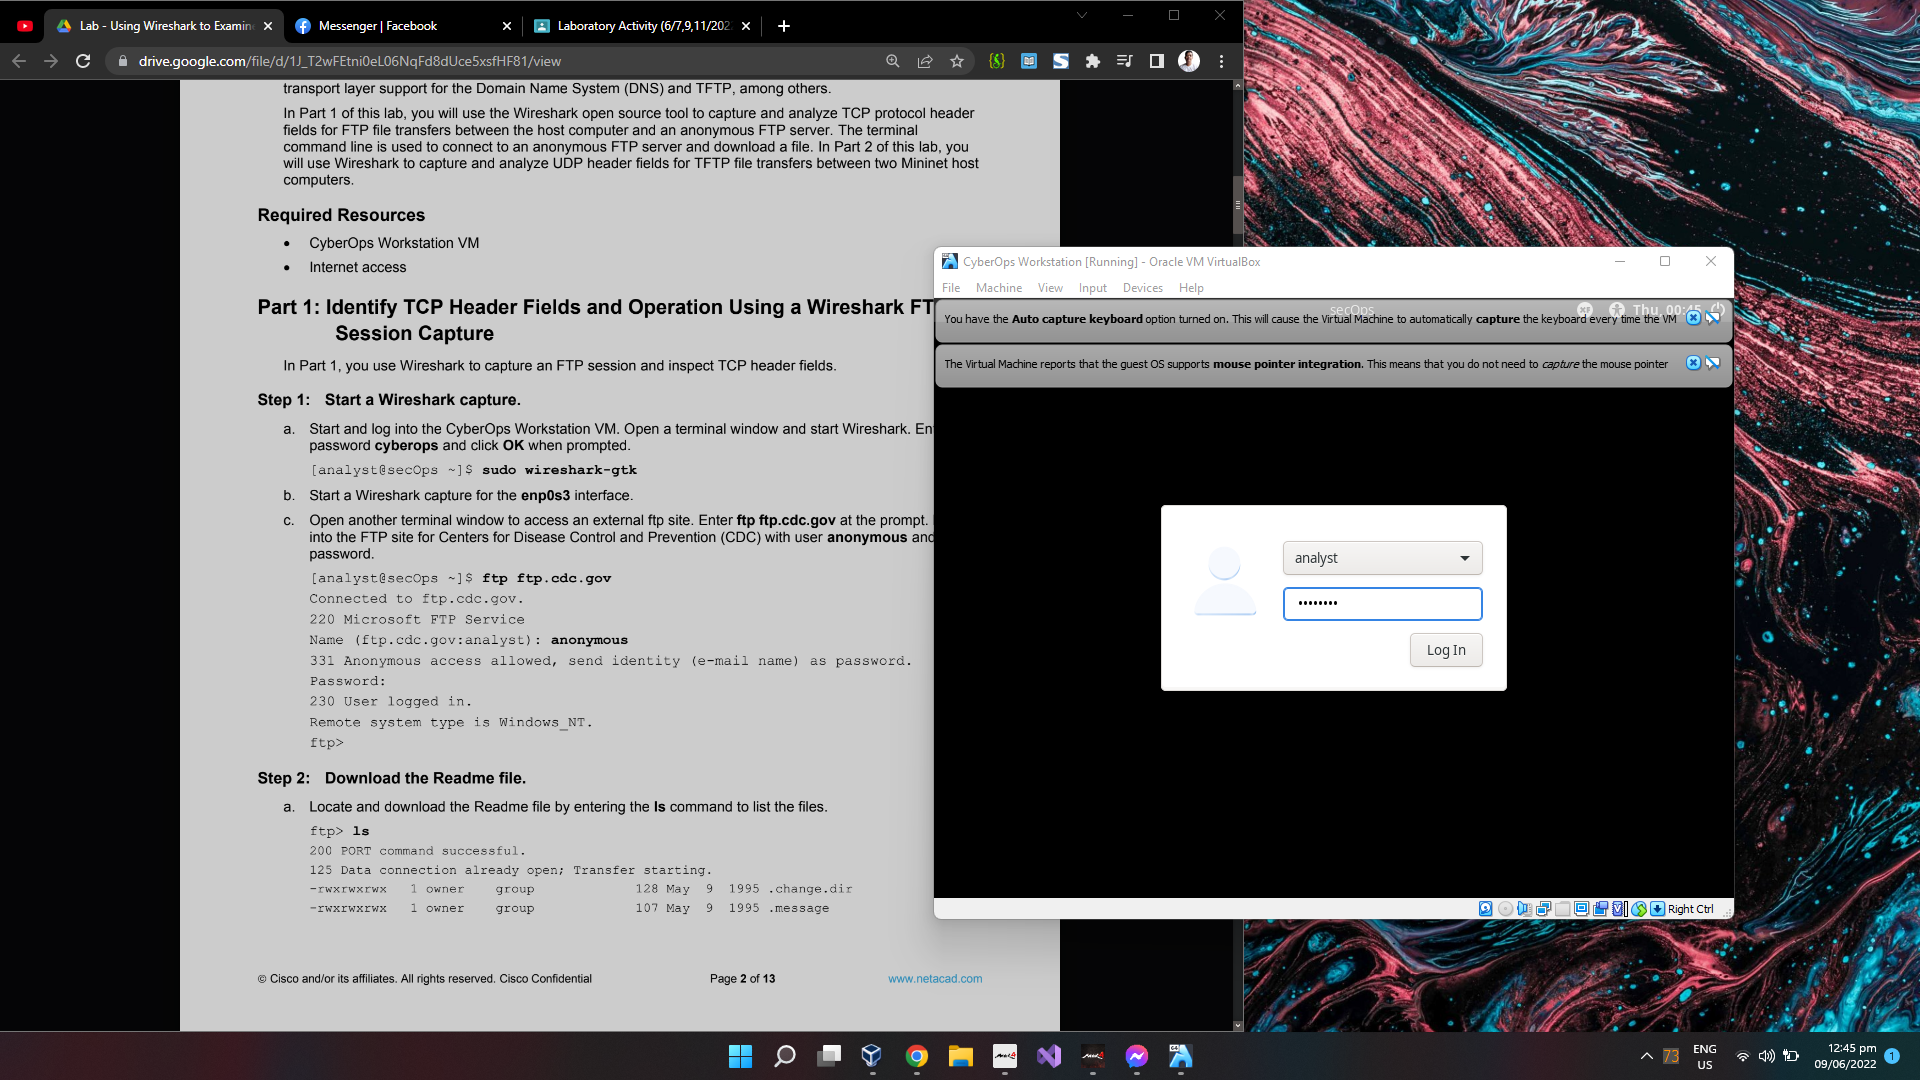 Lab - Using Wireshark to Examin
Messenger | Facebook
Laboratory Activity (6/7,9,11/202
drive.google.com/file/d/1J_T2wFEtni0eL06NqFd8dUce5xsfHF81/view
transport layer support for the Domain Name System (DNS) and TFTP, among others.
In Part 1 of this lab, you will use the Wireshark open source tool to capture and analyze TCP protocol header
fields for FTP file transfers between the host computer and an anonymous FTP server. The terminal
command line is used to connect to an anonymous FTP server and download a file. In Part 2 of this lab, you
will use Wireshark to capture and analyze UDP header fields for TFTP file transfers between two Mininet host
computers.
Required Resources
• CyberOps Workstation VM
• Internet access
Part 1: Identify TCP Header Fields and Operation Using a Wireshark FT
Session Capture
In Part 1, you use Wireshark to capture an FTP session and inspect TCP header fields.
Step 1: Start a Wireshark capture.
a. Start and log into the CyberOps Workstation VM. Open a terminal window and start Wireshark. En
password cyberops and click OK when prompted.
[analyst@secOps ~]$ sudo wireshark-gtk
b. Start a Wireshark capture for the enp0s3 interface.
c. Open another terminal window to access an external ftp site. Enter ftp ftp.cdc.gov at the prompt.
into the FTP site for Centers for Disease Control and Prevention (CDC) with user anonymous and
password.
[analyst@secOps ~]$ ftp ftp.cdc.gov
Connected to ftp.cdc.gov.
220 Microsoft FTP Service
Name (ftp.cdc.gov:analyst): anonymous
331 Anonymous access allowed, send identity (e-mail name) as password.
Password:
230 User logged in.
Remote system type is Windows_NT.
ftp>
Step 2: Download the Readme file.
a. Locate and download the Readme file by entering the ls command to list the files.
ftp> ls
200 PORT command successful.
125 Data connection already open; Transfer starting.
-rwxrwxrwx 1 owner group 128 May 9 1995 .change.dir
-rwxrwxrwx 1 owner group 107 May 9 1995 .message
© Cisco and/or its affiliates. All rights reserved. Cisco Confidential Page 2 of 13 www.netacad.com
CyberOps Workstation [Running] - Oracle VM VirtualBox
File Machine View Input Devices Help
secOps Thu, 00:45
You have the Auto capture keyboard option turned on. This will cause the Virtual Machine to automatically capture the keyboard every time the VM
The Virtual Machine reports that the guest OS supports mouse pointer integration. This means that you do not need to capture the mouse pointer
analyst
••••••••
Log In
Right Ctrl
73
ENG
US
12:45 pm
09/06/2022
1